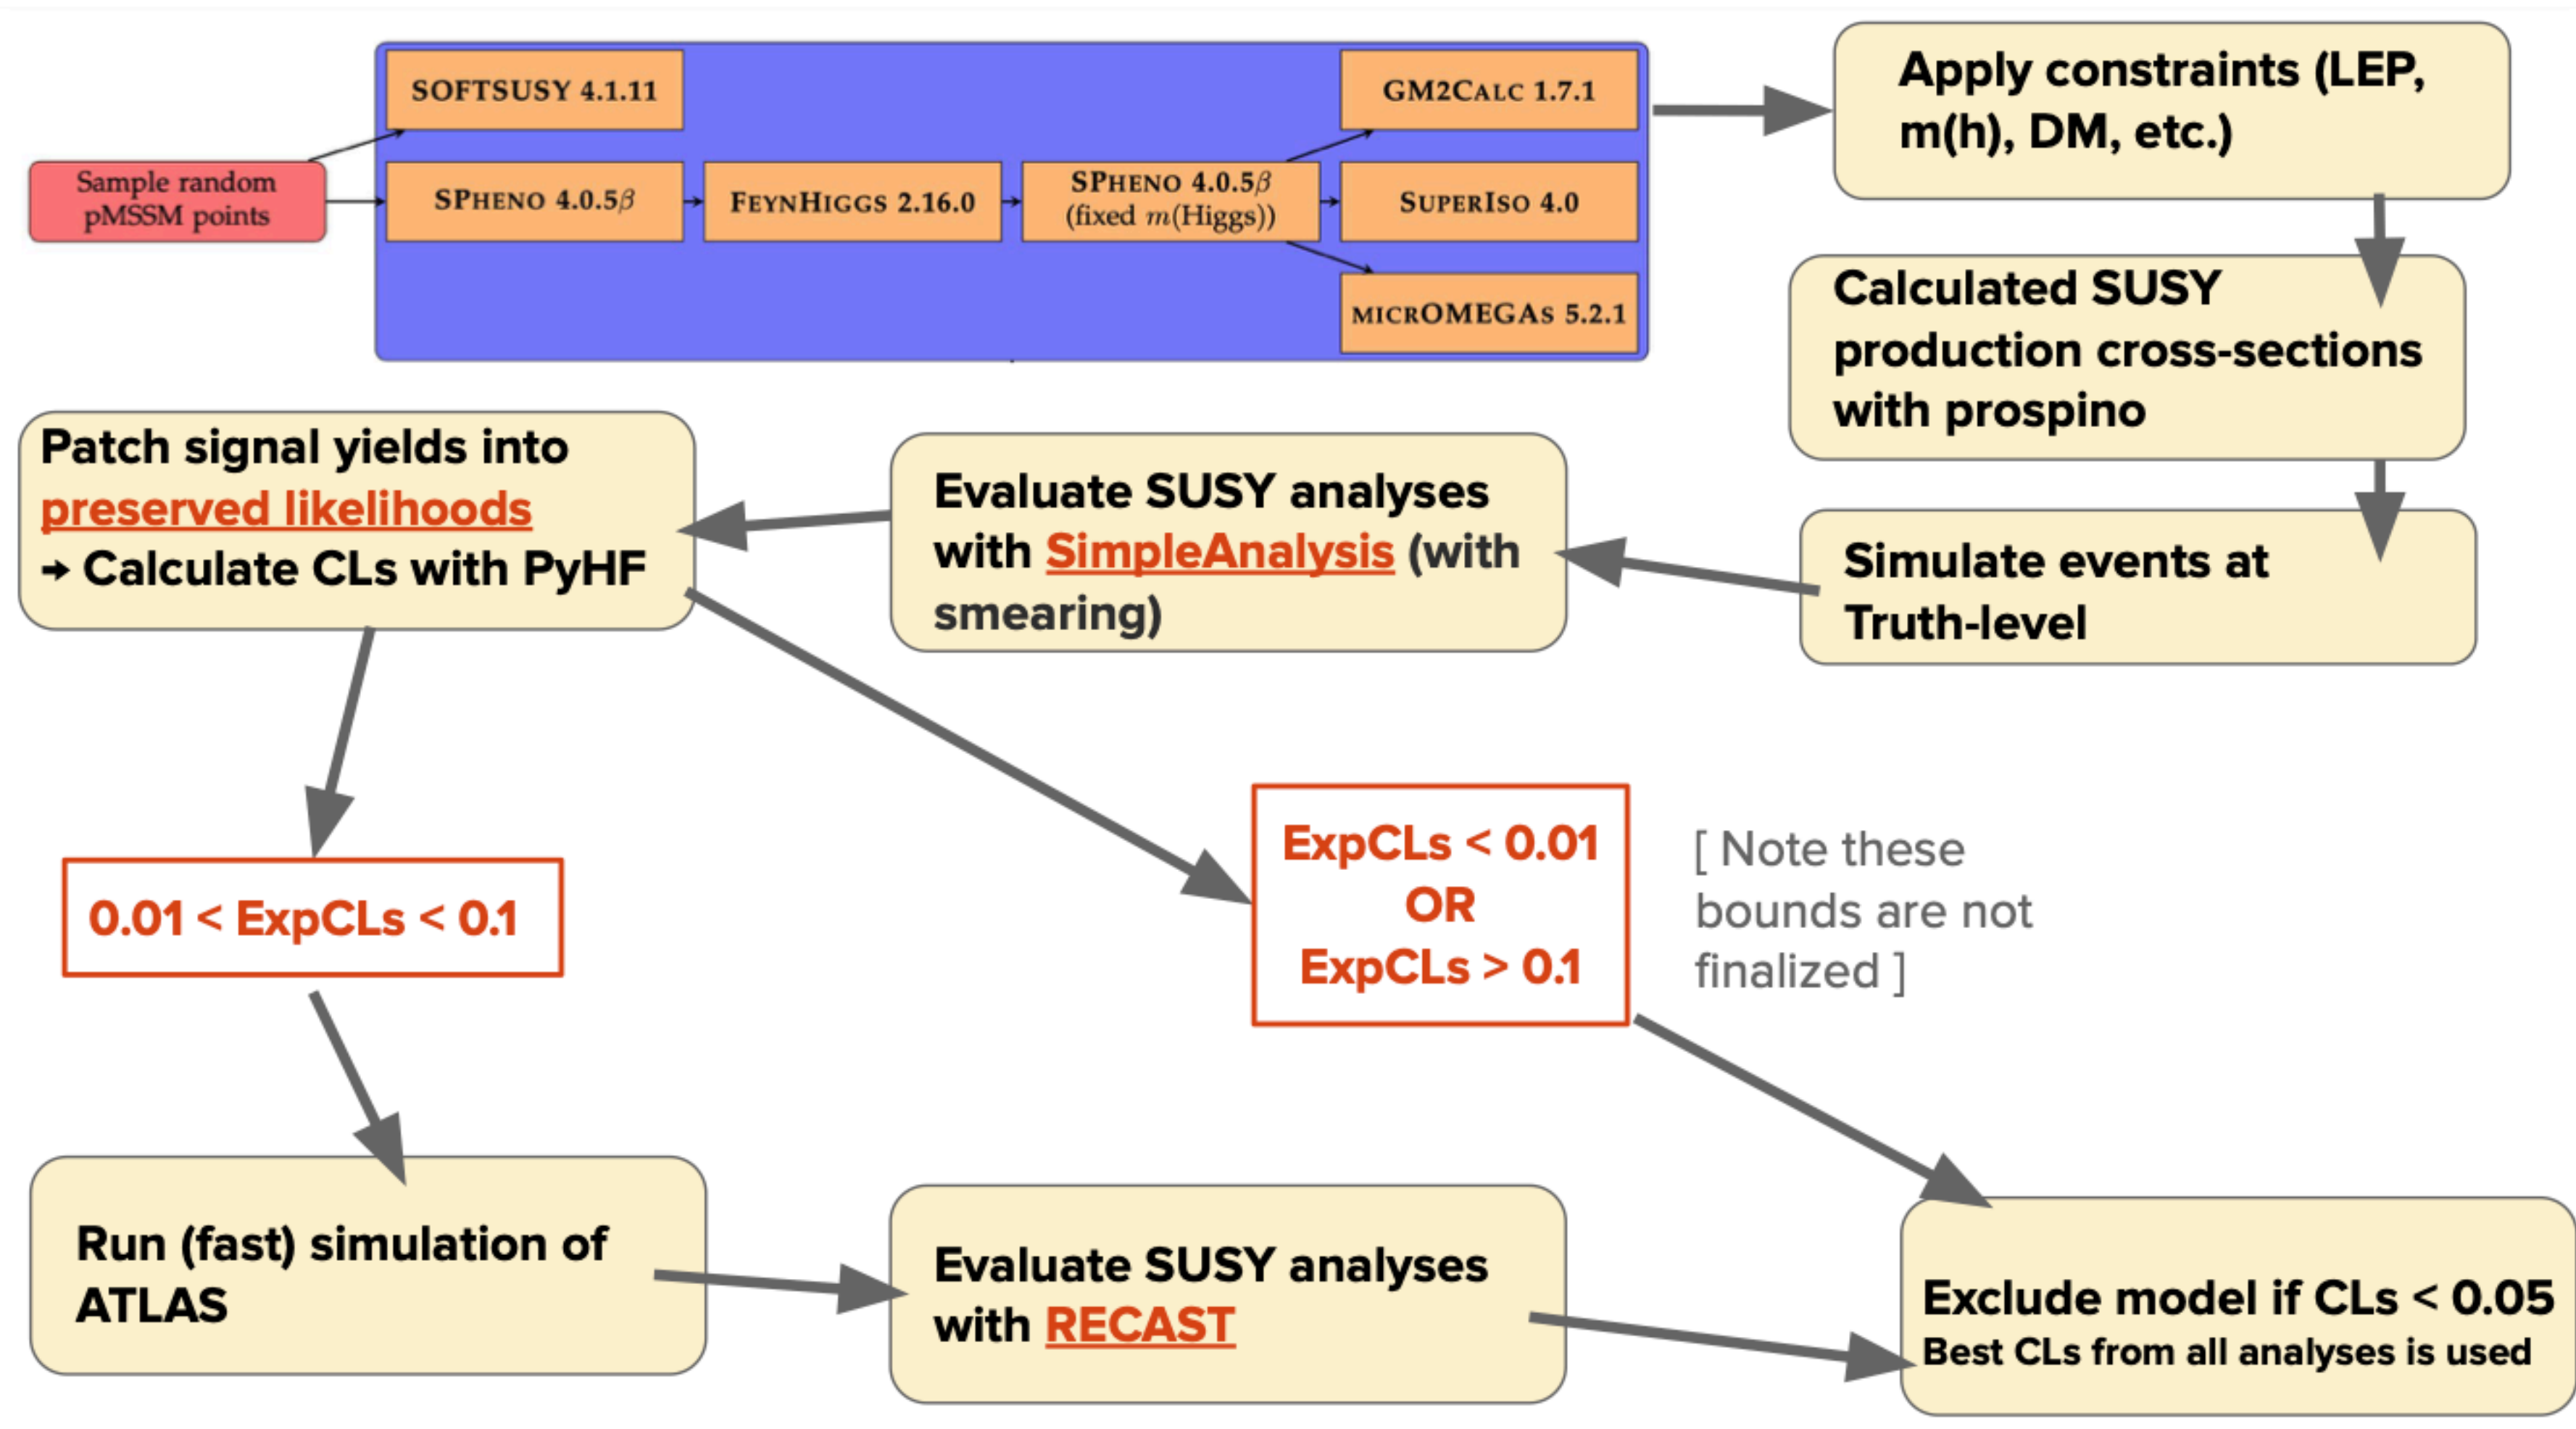 SOFTSUSY 4.1.11
GM2CALC 1.7.1
Sample random
pMSSM points
SPHENO 4.0.5β
FEYNHIGGS 2.16.0
SPHENO 4.0.5β
(fixed m(Higgs))
SUPERISO 4.0
MICROMEGAS 5.2.1
Apply constraints (LEP,
m(h), DM, etc.)
Calculated SUSY
production cross-sections
with prospino
Simulate events at
Truth-level
Evaluate SUSY analyses
with SimpleAnalysis (with
smearing)
Patch signal yields into
preserved likelihoods
→ Calculate CLs with PyHF
0.01 < ExpCLs < 0.1
ExpCLs < 0.01
OR
ExpCLs > 0.1
[ Note these
bounds are not
finalized ]
Run (fast) simulation of
ATLAS
Evaluate SUSY analyses
with RECAST
Exclude model if CLs < 0.05
Best CLs from all analyses is used